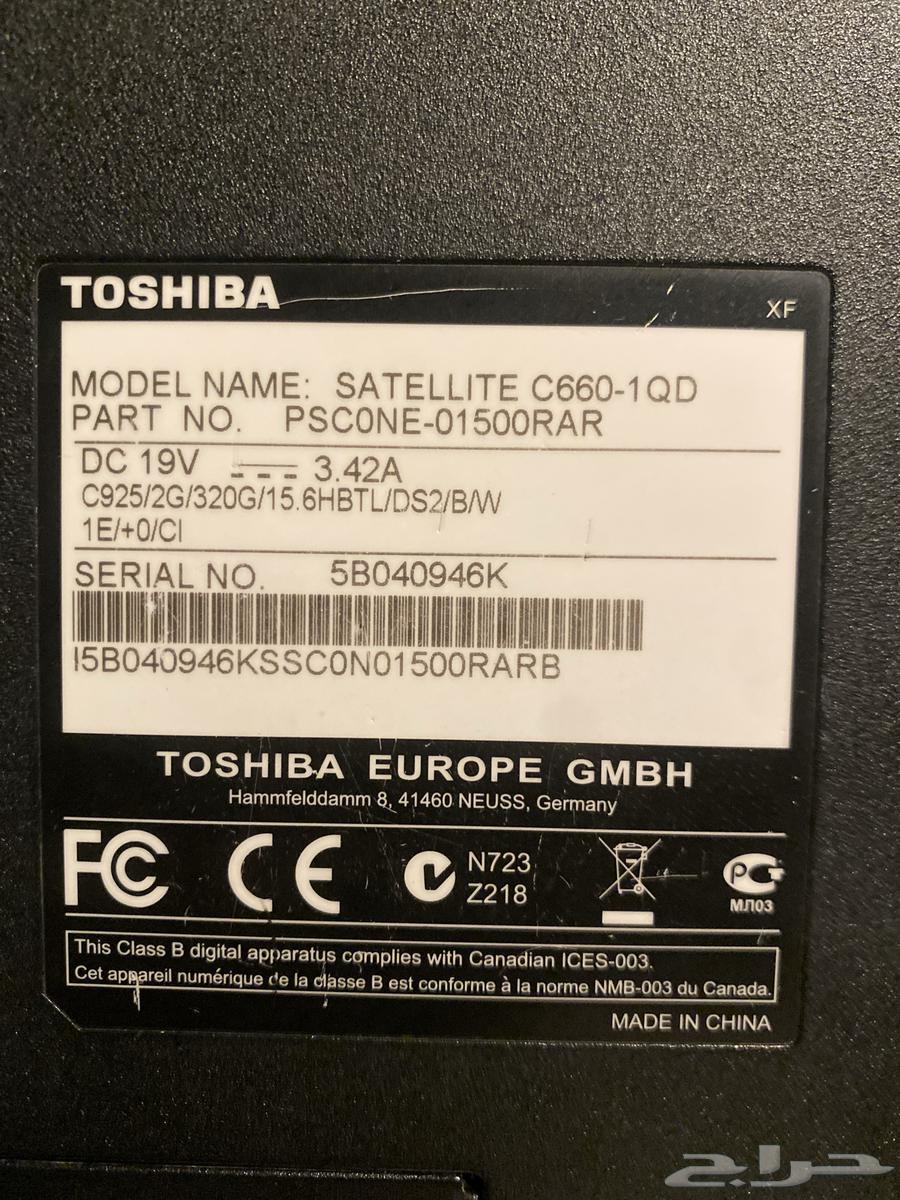 TOSHIBA
XF
MODEL NAME: SATELLITE C660-1QD
PART NO. PSC0NE-01500RAR
DC 19V 3.42A
C925/2G/320G/15.6HBTL/DS2/B/W
1E/+0/CI
SERIAL NO. 5B040946K
I5B040946KSSC0N01500RARB
TOSHIBA EUROPE GMBH
Hammfelddamm 8, 41460 NEUSS, Germany
FC CE N723
Z218
PC
МЛ03
This Class B digital apparatus complies with Canadian ICES-003.
Cet appareil numérique de la classe B est conforme à la norme NMB-003 du Canada.
MADE IN CHINA
حراج